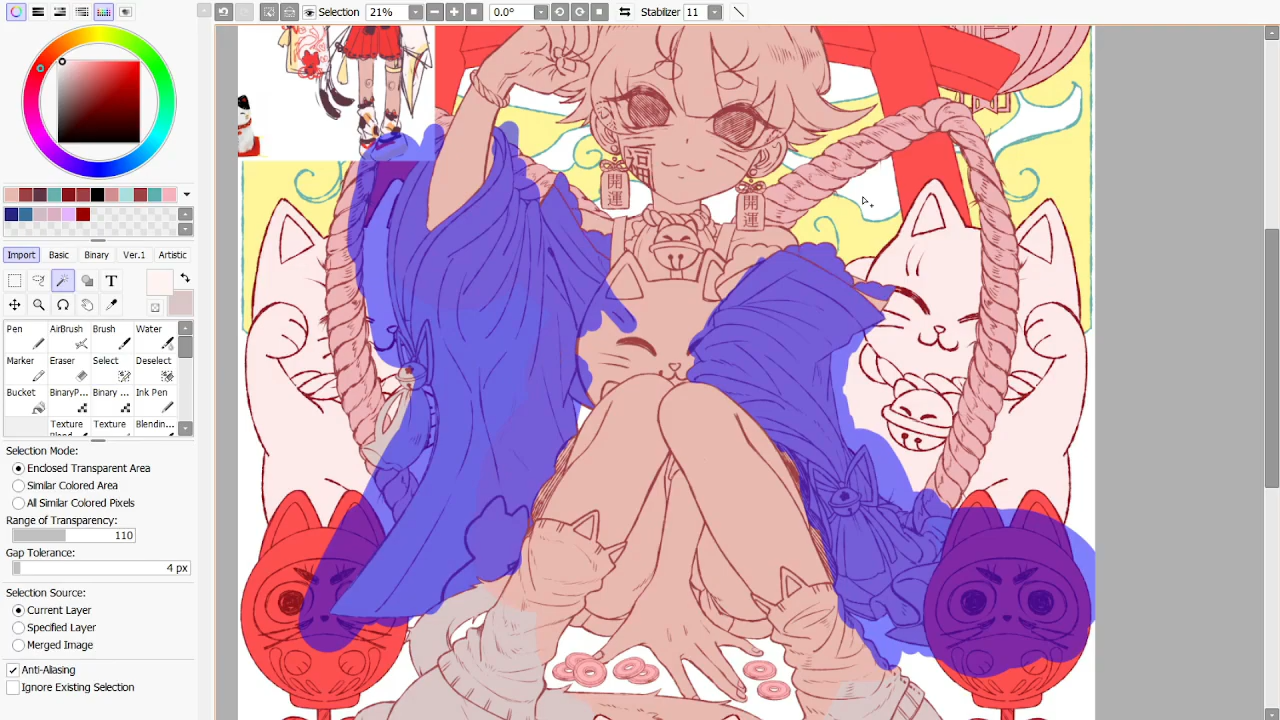 Selection 21% 0.0° Stabilizer 11
Import Basic Binary Ver.1 Artistic
T
Pen AirBrush Brush Water
Marker Eraser Select Deselect
Bucket BinaryP... Binary ... Ink Pen
Texture Texture Blendin...
Selection Mode:
Enclosed Transparent Area
Similar Colored Area
All Similar Colored Pixels
Range of Transparency:
110
Gap Tolerance:
4 px
Selection Source:
Current Layer
Specified Layer
Merged Image
Anti-Aliasing
Ignore Existing Selection
福
開
運
開
運